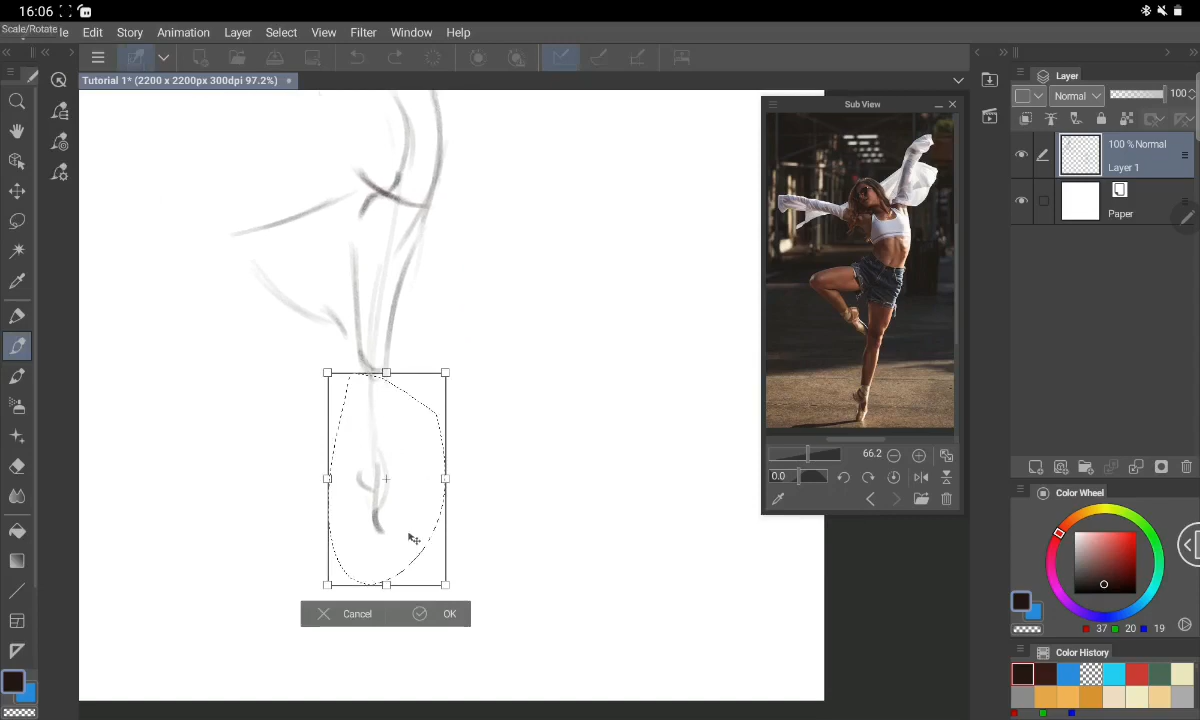 16:06
Scale/Rotate
le Edit Story Animation Layer Select View Filter Window Help
Tutorial 1* (2200 x 2200px 300dpi 97.2%)
Sub View
66.2
0.0
Cancel OK
Layer
Normal 100
100 % Normal
Layer 1
Paper
Color Wheel
37 20 19
Color History